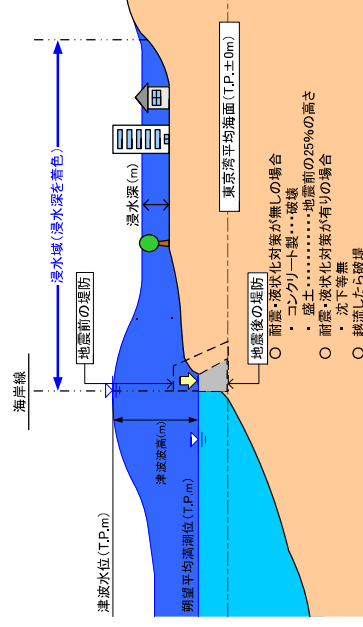 海岸線
浸水域(浸水深を着色)
地震前の堤防
浸水深(m)
津波水位(T.P.m)
津波波高(m)
朔望平均満潮位(T.P.m)
東京湾平均海面(T.P.±0m)
地震後の堤防
○ 耐震・液状化対策が無しの場合
・ コンクリート製・・・破壊
・ 盛土・・・・・・・・・・・・地震前の25%の高さ
○ 耐震・液状化対策が有りの場合
・ 沈下等無
○ 越流したら破堤